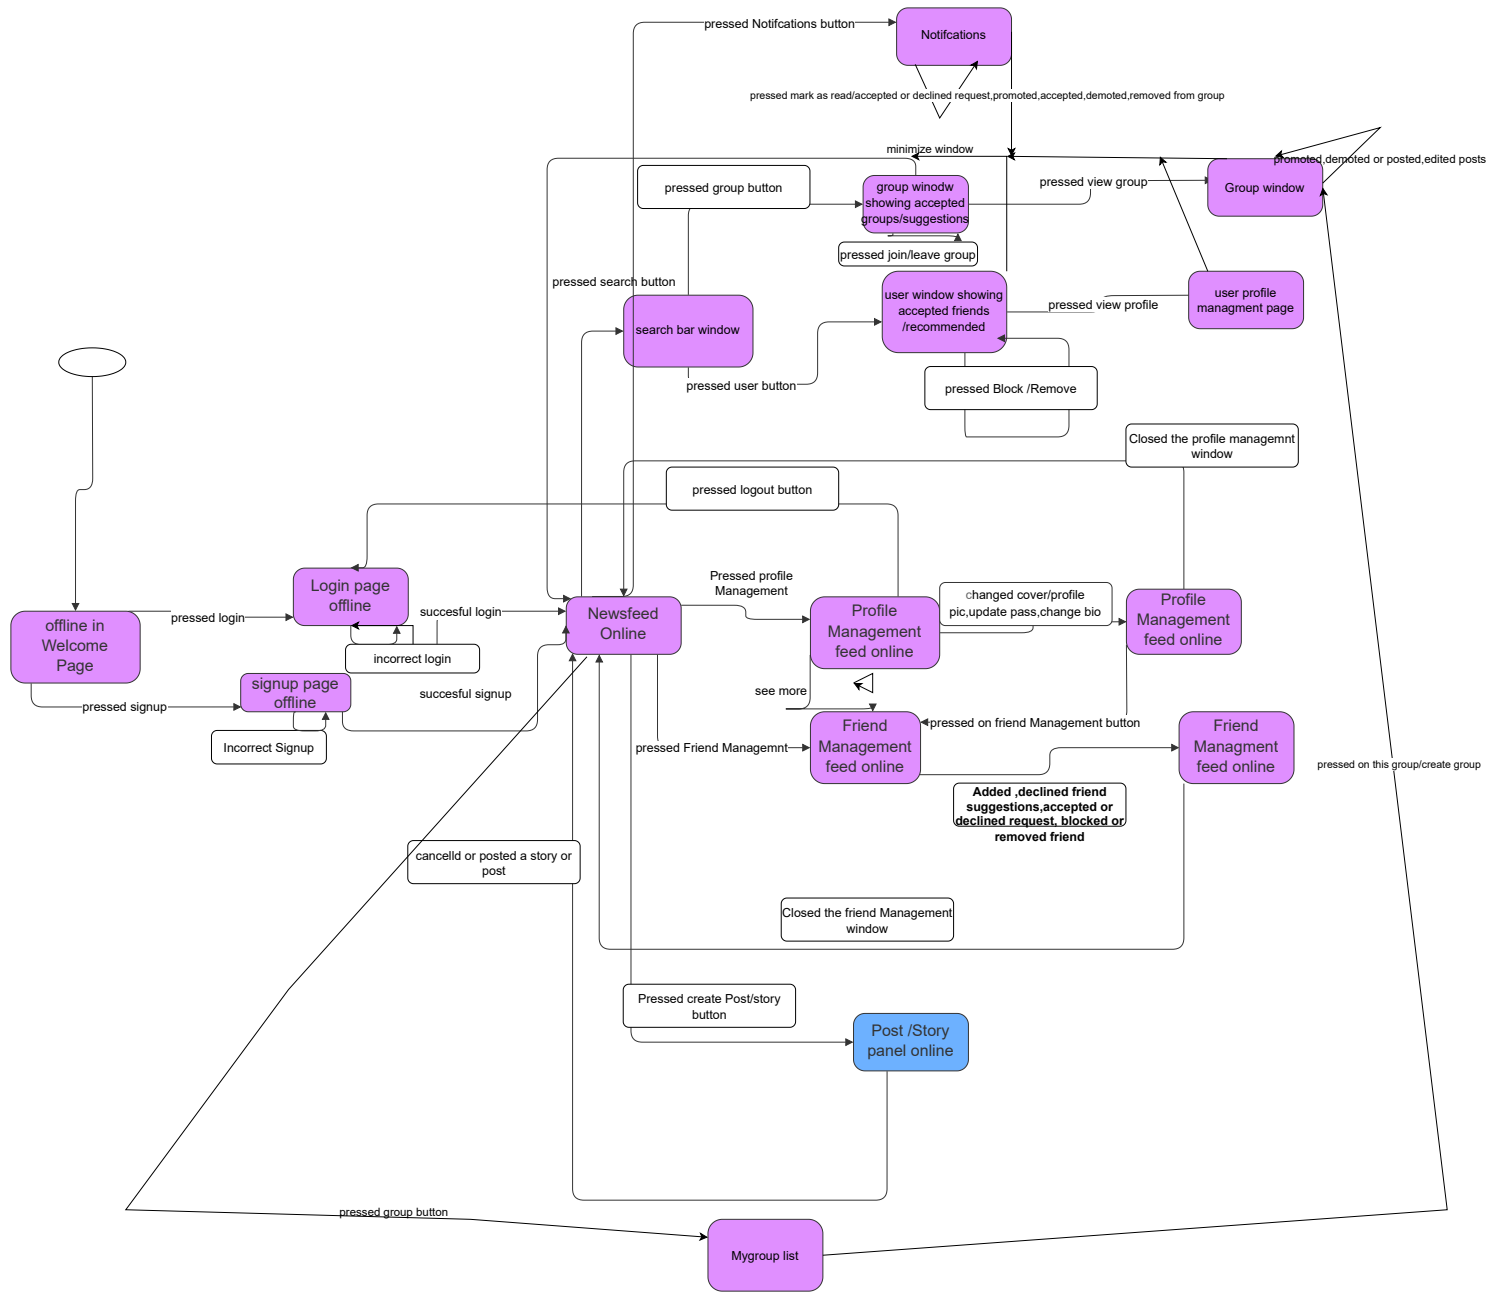 pressed Notifcations button
Notifcations
pressed mark as read/accepted or declined request,promoted,accepted,demoted,removed from group
minimize window
promoted,demoted or posted,edited posts
pressed group button
group winodw
showing accepted
groups/suggestions
pressed view group
Group window
pressed join/leave group
pressed search button
search bar window
user window showing
accepted friends
/recommended
pressed view profile
user profile
managment page
pressed user button
pressed Block /Remove
Closed the profile managemnt
window
pressed logout button
Login page
offline
offline in
Welcome
Page
pressed login
succesful login
incorrect login
Newsfeed
Online
Pressed profile
Management
Profile
Management
feed online
changed cover/profile
pic,update pass,change bio
Profile
Management
feed online
signup page
offline
succesful signup
pressed signup
Incorrect Signup
see more
pressed Friend Managemnt
Friend
Management
feed online
pressed on friend Management button
Friend
Managment
feed online
pressed on this group/create group
Added ,declined friend
suggestions,accepted or
declined request, blocked or
removed friend
cancelld or posted a story or
post
Closed the friend Management
window
Pressed create Post/story
button
Post /Story
panel online
pressed group button
Mygroup list